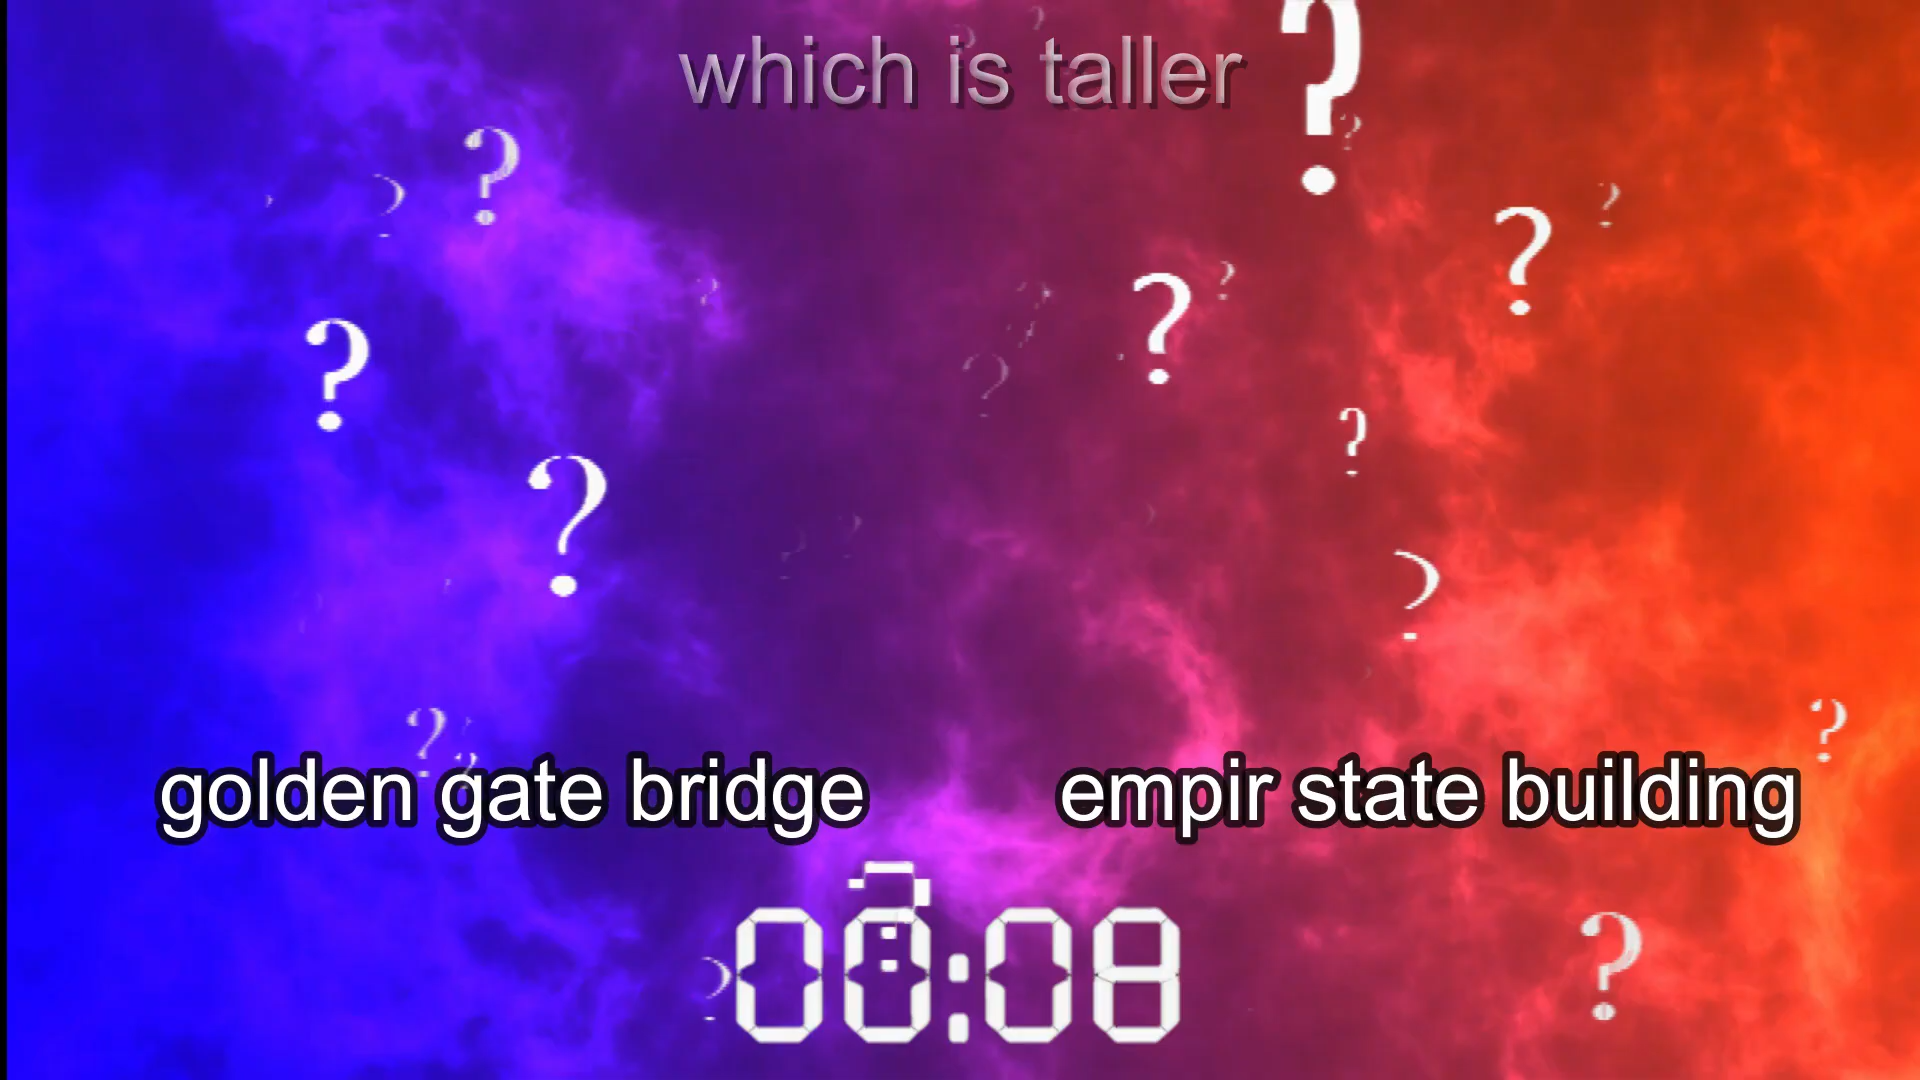 which is taller
golden gate bridge
empir state building
00:08